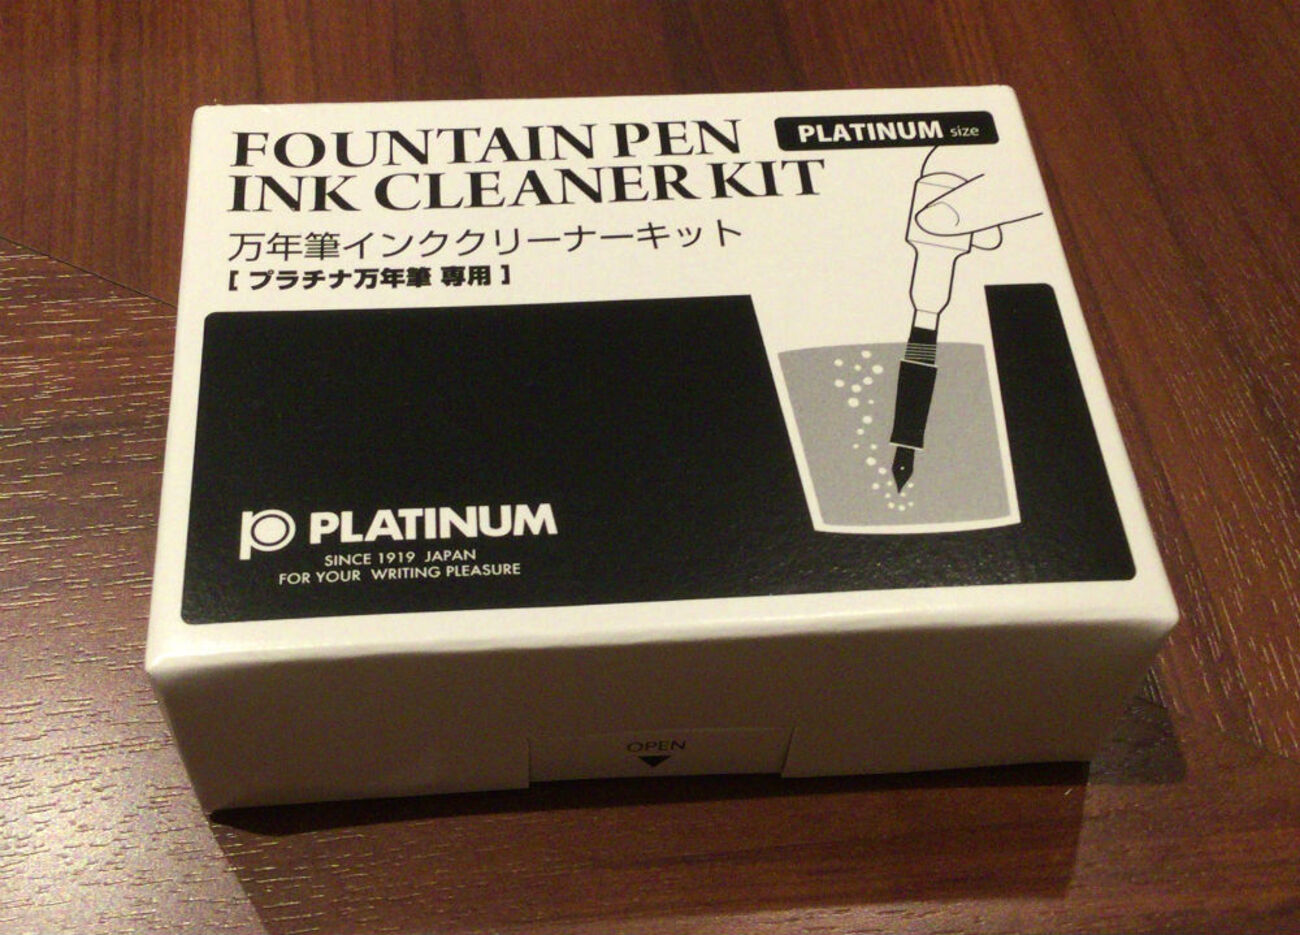 FOUNTAIN PEN
INK CLEANER KIT
PLATINUM size
万年筆インククリーナーキット
[ プラチナ万年筆 専用 ]
PLATINUM
SINCE 1919 JAPAN
FOR YOUR WRITING PLEASURE
OPEN